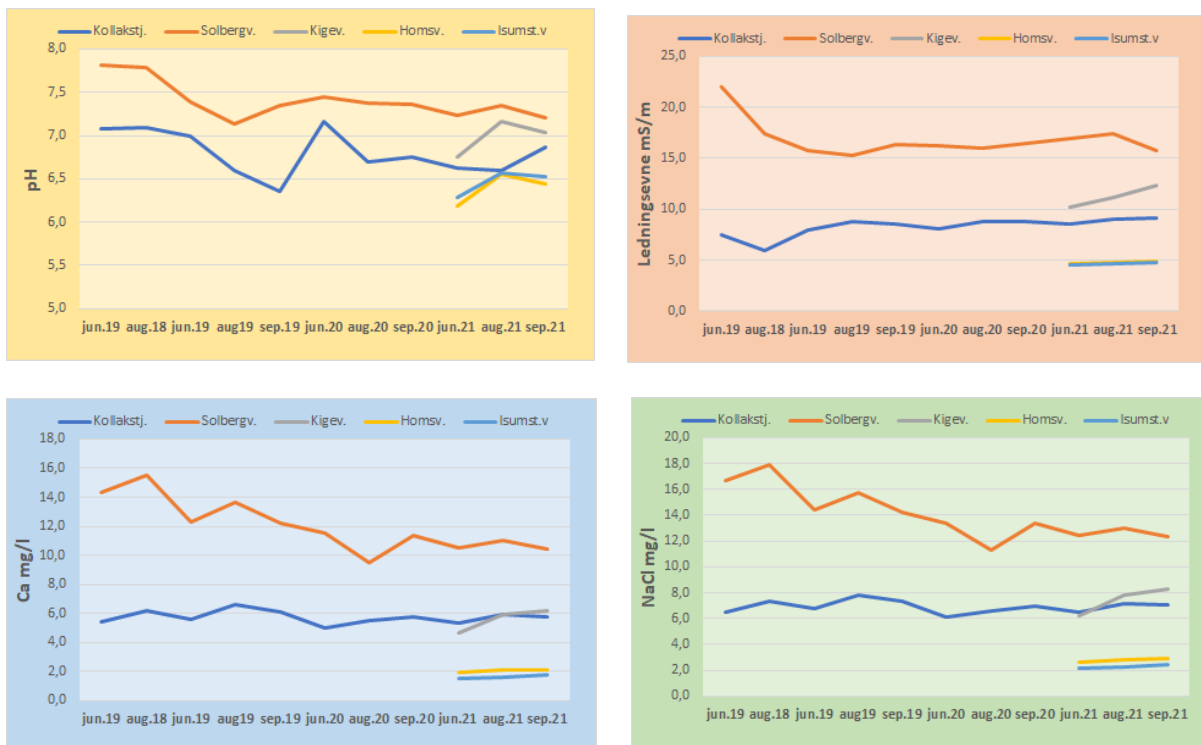 Kollakstj. Solbergv. Kigev. Homsv. Isumst.v
8,0
7,5
7,0
6,5
6,0
5,5
5,0
pH
jun.19 aug.18 jun.19 aug19 sep.19 jun.20 aug.20 sep.20 jun.21 aug.21 sep.21
Kollakstj. Solbergv. Kigev. Homsv. Isumst.v
25,0
20,0
15,0
10,0
5,0
0,0
Ledningsevne mS/m
jun.19 aug.18 jun.19 aug19 sep.19 jun.20 aug.20 sep.20 jun.21 aug.21 sep.21
Kollakstj. Solbergv. Kigev. Homsv. Isumst.v
18,0
16,0
14,0
12,0
10,0
8,0
6,0
4,0
2,0
0,0
Ca mg/l
jun.19 aug.18 jun.19 aug19 sep.19 jun.20 aug.20 sep.20 jun.21 aug.21 sep.21
Kollakstj. Solbergv. Kigev. Homsv. Isumst.v
20,0
18,0
16,0
14,0
12,0
10,0
8,0
6,0
4,0
2,0
0,0
NaCl mg/l
jun.19 aug.18 jun.19 aug19 sep.19 jun.20 aug.20 sep.20 jun.21 aug.21 sep.21